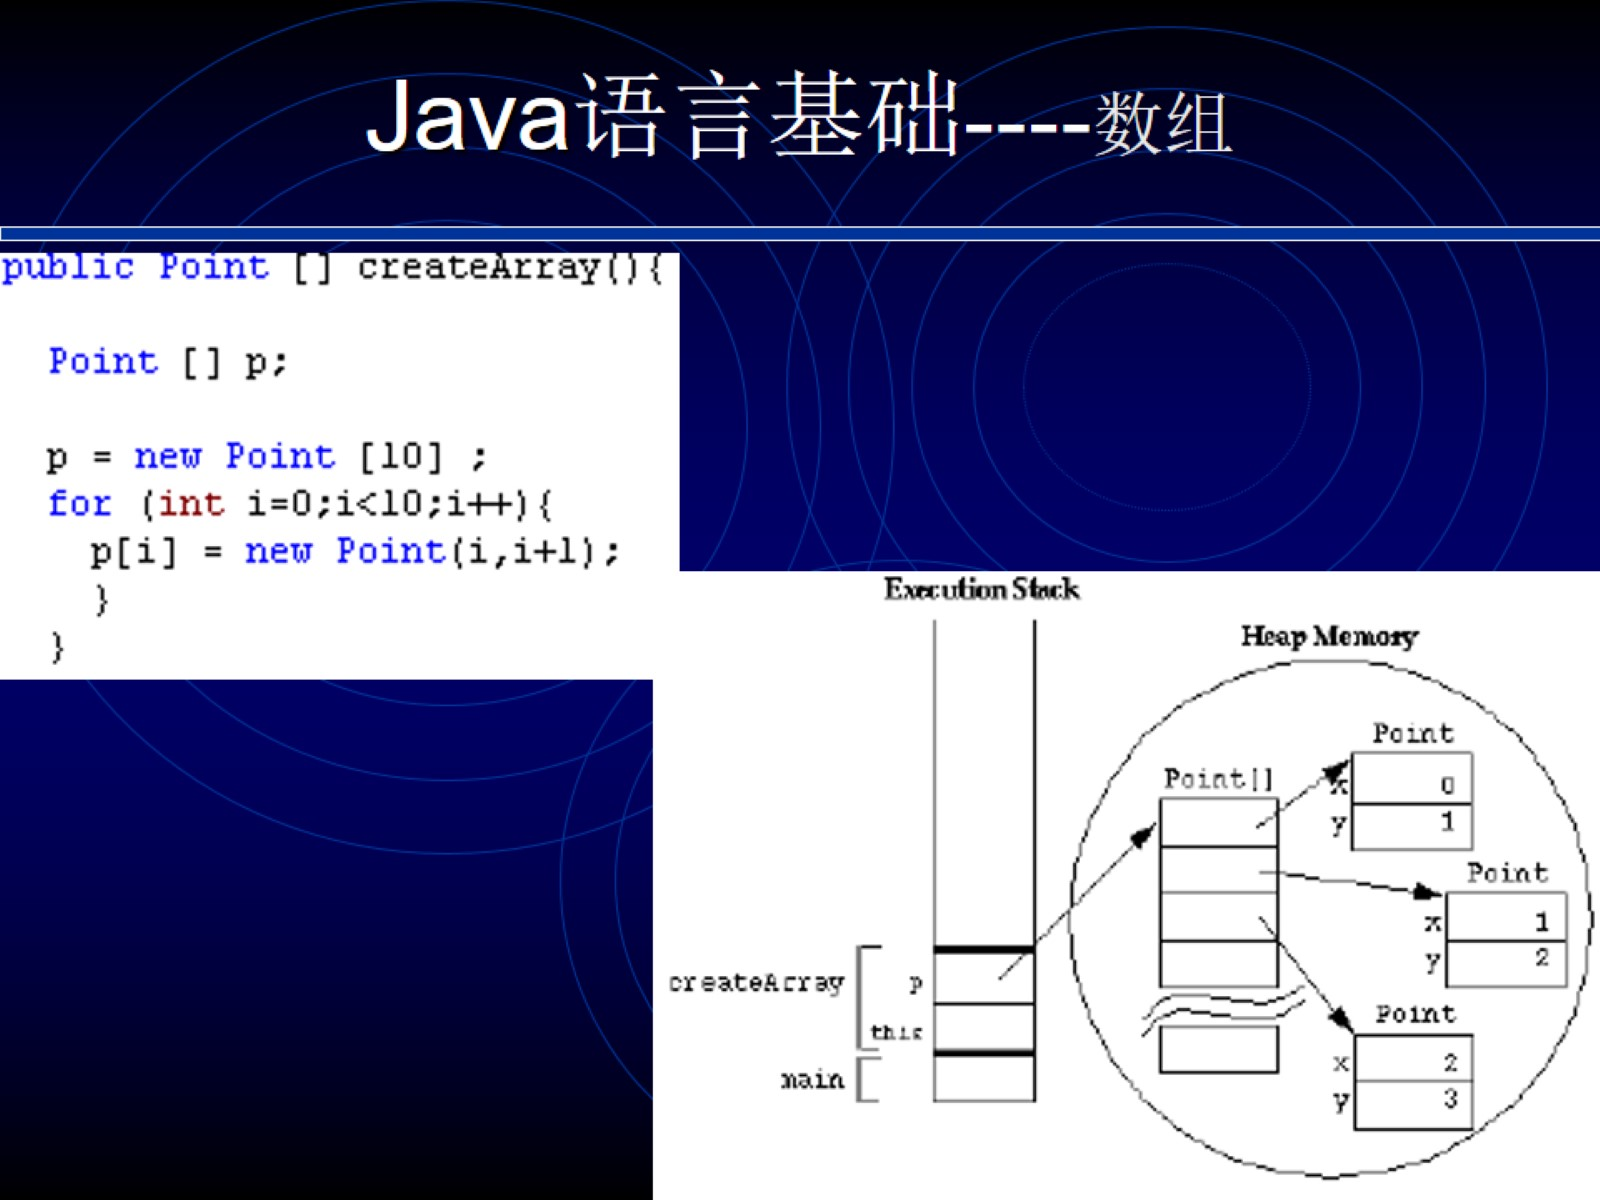 Java语言基础----数组
public Point [] createArray(){
Point [] p;
p = new Point [10] ;
for (int i=0;i<10;i++){
p[i] = new Point(i,i+1);
}
}
Execution Stack
Heap Memory
Point
Point[]
x 0
y 1
Point
x 1
y 2
createArray p
this
Point
main
x 2
y 3